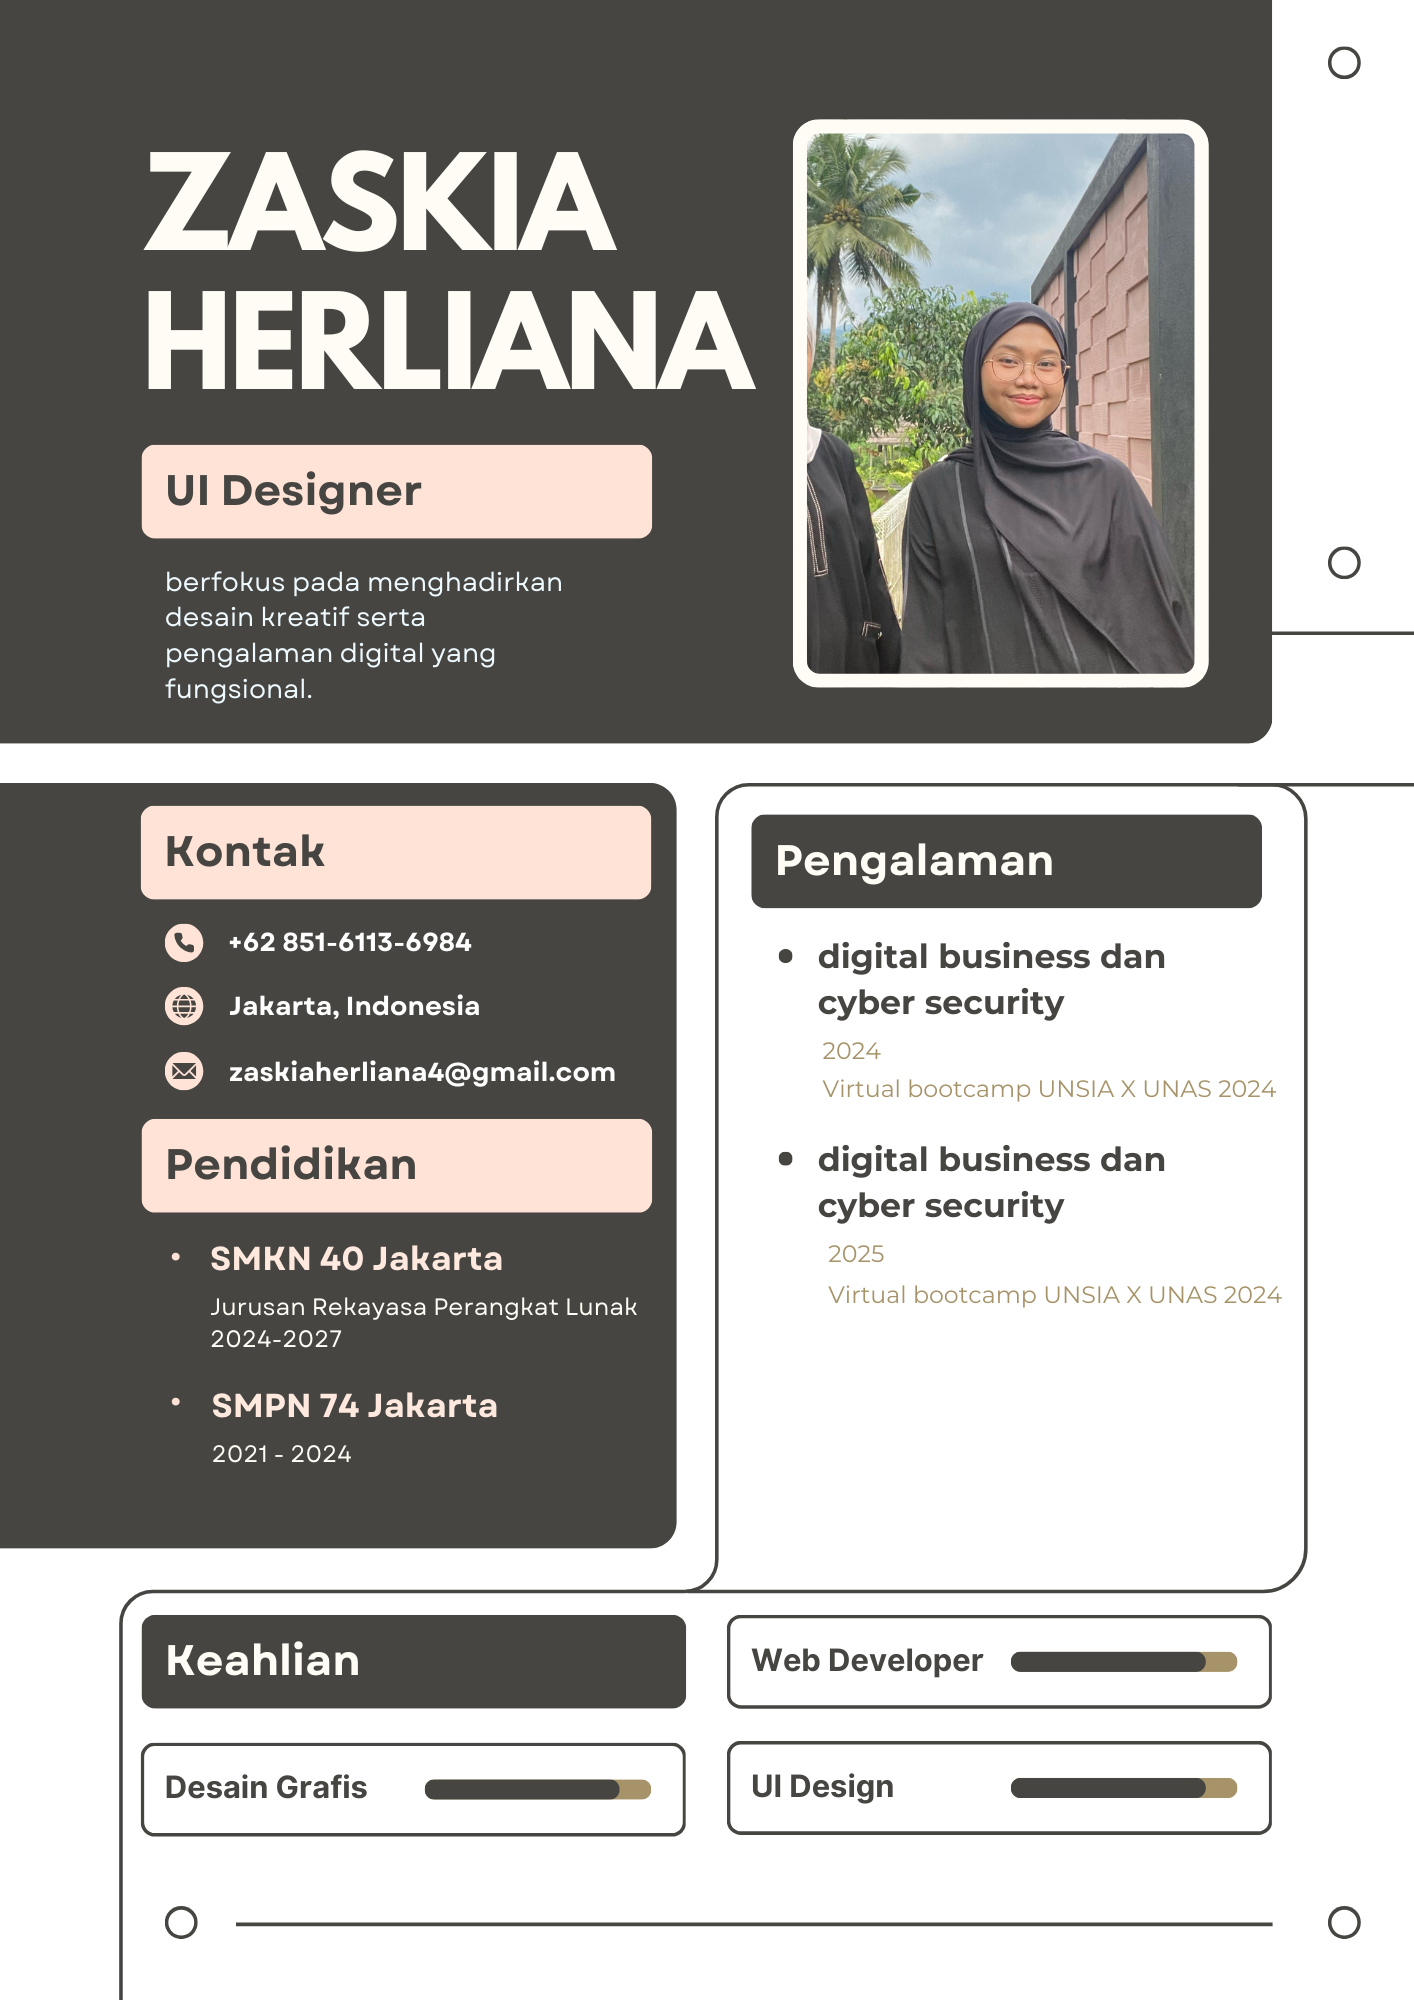 ZASKIA
HERLIANA
UI Designer
berfokus pada menghadirkan
desain kreatif serta
pengalaman digital yang
fungsional.
Kontak
+62 851-6113-6984
Jakarta, Indonesia
zaskiaherliana4@gmail.com
Pendidikan
• SMKN 40 Jakarta
Jurusan Rekayasa Perangkat Lunak
2024-2027
• SMPN 74 Jakarta
2021 - 2024
Pengalaman
• digital business dan
cyber security
2024
Virtual bootcamp UNSIA X UNAS 2024
• digital business dan
cyber security
2025
Virtual bootcamp UNSIA X UNAS 2024
Keahlian
Web Developer
Desain Grafis
UI Design